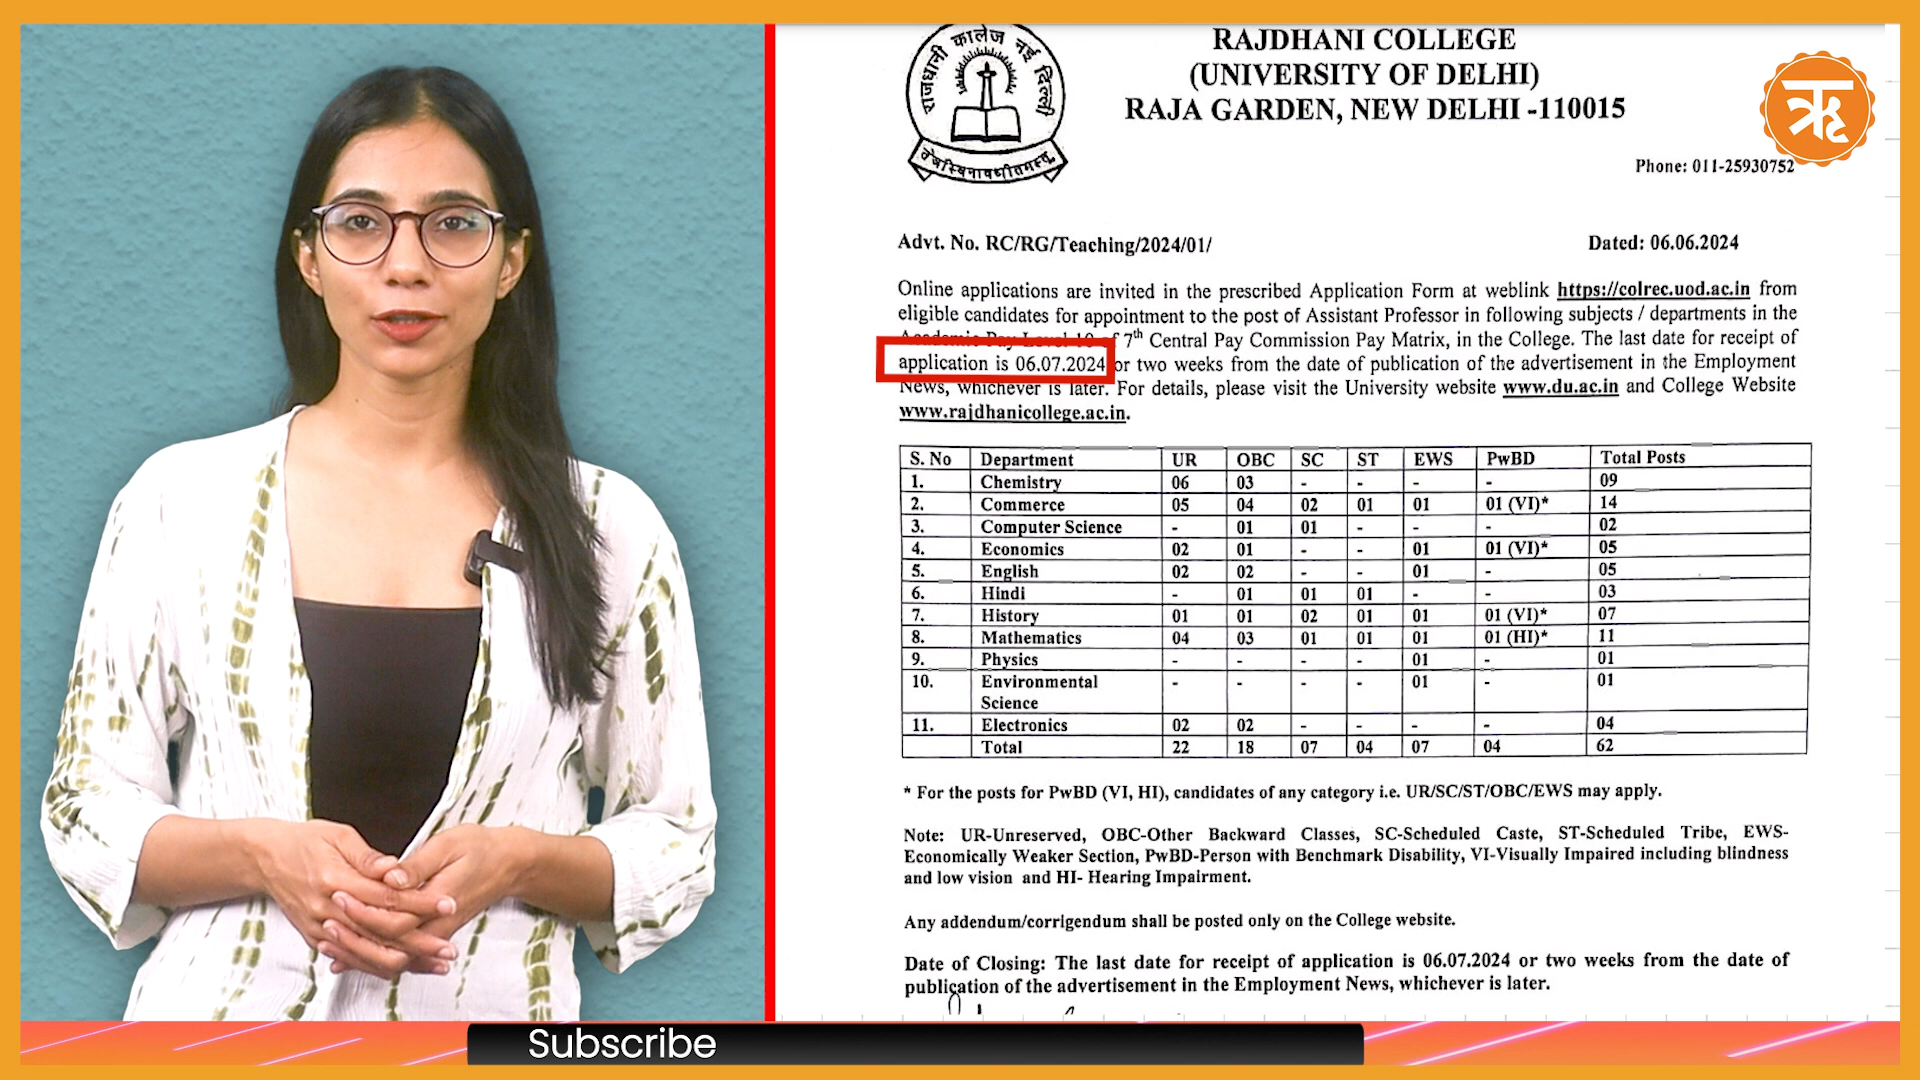 राजधानी कालेज नई दिल्ली
तेजस्विनावधीतमस्तु
RAJDHANI COLLEGE
(UNIVERSITY OF DELHI)
RAJA GARDEN, NEW DELHI -110015
ऋ
Phone: 011-25930752
Advt. No. RC/RG/Teaching/2024/01/ Dated: 06.06.2024
Online applications are invited in the prescribed Application Form at weblink https://colrec.uod.ac.in from
eligible candidates for appointment to the post of Assistant Professor in following subjects / departments in the
Academic Pay Level 10 of 7th Central Pay Commission Pay Matrix, in the College. The last date for receipt of
application is 06.07.2024 or two weeks from the date of publication of the advertisement in the Employment
News, whichever is later. For details, please visit the University website www.du.ac.in and College Website
www.rajdhanicollege.ac.in.
S. No Department UR OBC SC ST EWS PwBD Total Posts
1. Chemistry 06 03 - - - - 09
2. Commerce 05 04 02 01 01 01 (VI)* 14
3. Computer Science - 01 01 - - - 02
4. Economics 02 01 - - 01 01 (VI)* 05
5. English 02 02 - - 01 - 05
6. Hindi - 01 01 01 - - 03
7. History 01 01 02 01 01 01 (VI)* 07
8. Mathematics 04 03 01 01 01 01 (HI)* 11
9. Physics - - - - 01 - 01
10. Environmental - - - - 01 - 01
Science
11. Electronics 02 02 - - - - 04
Total 22 18 07 04 07 04 62
* For the posts for PwBD (VI, HI), candidates of any category i.e. UR/SC/ST/OBC/EWS may apply.
Note: UR-Unreserved, OBC-Other Backward Classes, SC-Scheduled Caste, ST-Scheduled Tribe, EWS-
Economically Weaker Section, PwBD-Person with Benchmark Disability, VI-Visually Impaired including blindness
and low vision and HI- Hearing Impairment.
Any addendum/corrigendum shall be posted only on the College website.
Date of Closing: The last date for receipt of application is 06.07.2024 or two weeks from the date of
publication of the advertisement in the Employment News, whichever is later.
Subscribe